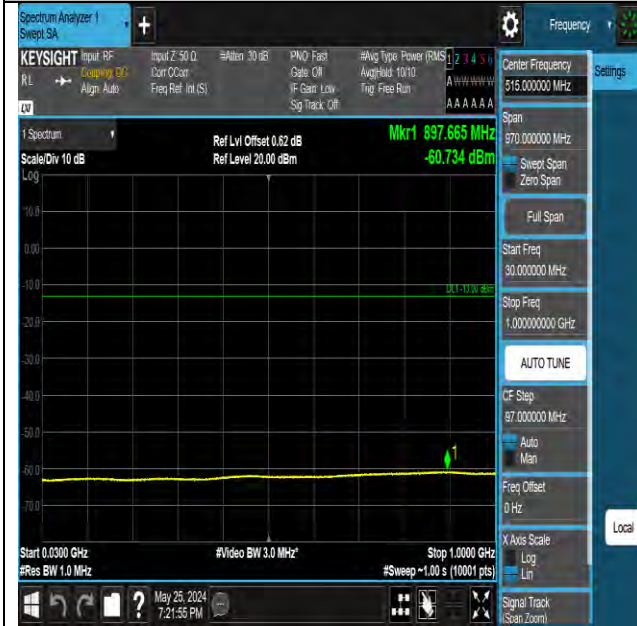 Spectrum Analyzer 1
Swept SA
Frequency
KEYSIGHT
Input: RF
Input Z: 50 Ω
#Atten: 30 dB
PNO: Fast
#Avg Type: Power (RMS
1 2 3 4 5 6
RL
Coupling: DC
Corr CCorr
Gate: Off
Avg|Hold: 10/10
A W W W W W
Align: Auto
Freq Ref: Int (S)
IF Gain: Low
Trig: Free Run
Sig Track: Off
A A A A A A
LXI
1 Spectrum
Ref Lvl Offset 0.62 dB
Mkr1 897.665 MHz
Scale/Div 10 dB
Ref Level 20.00 dBm
-60.734 dBm
Log
10.0
0.00
-10.0
DL1 -13.00 dBm
-20.0
-30.0
-40.0
-50.0
1
-60.0
-70.0
Start 0.0300 GHz
#Video BW 3.0 MHz*
Stop 1.0000 GHz
#Res BW 1.0 MHz
#Sweep ~1.00 s (10001 pts)
?
May 25, 2024
7:21:55 PM
Center Frequency
515.000000 MHz
Settings
Span
970.000000 MHz
Swept Span
Zero Span
Full Span
Start Freq
30.000000 MHz
Stop Freq
1.000000000 GHz
AUTO TUNE
CF Step
97.000000 MHz
Auto
Man
Freq Offset
0 Hz
Local
X Axis Scale
Log
Lin
Signal Track
(Span Zoom)